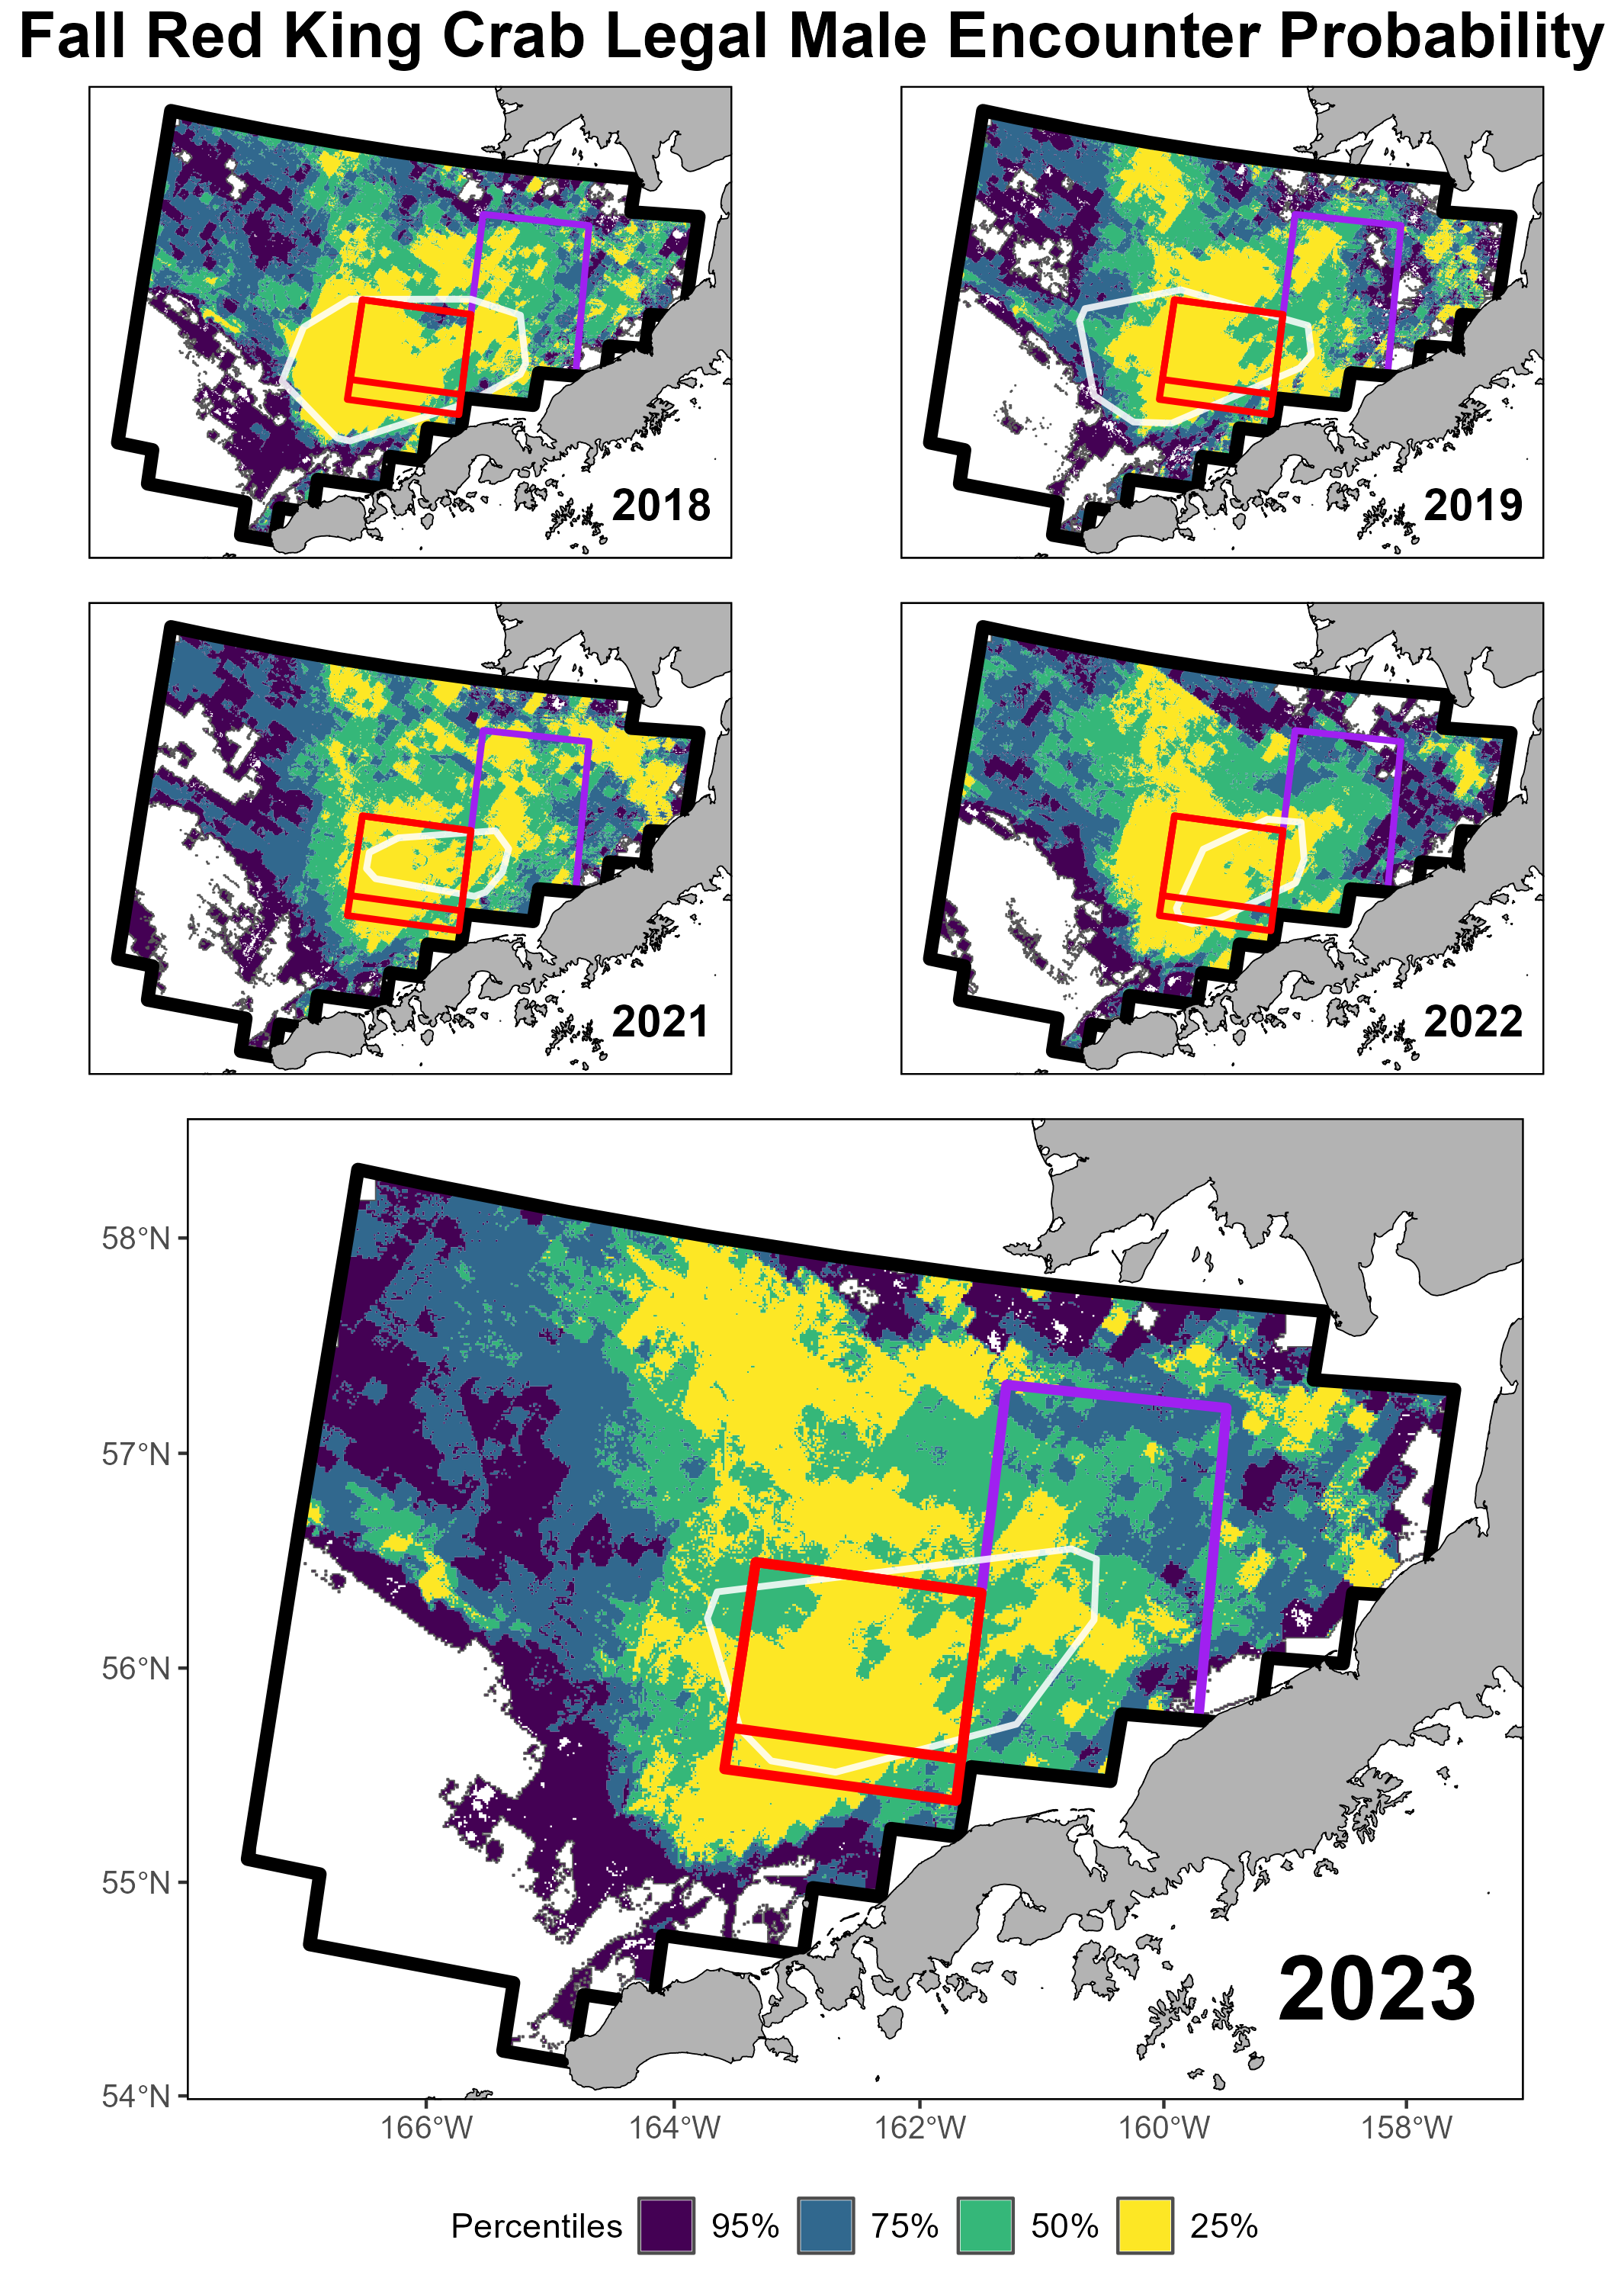 Fall Red King Crab Legal Male Encounter Probability
2018
2019
2021
2022
58°N
57°N
56°N
55°N
54°N
2023
166°W 164°W 162°W 160°W 158°W
Percentiles 95% 75% 50% 25%